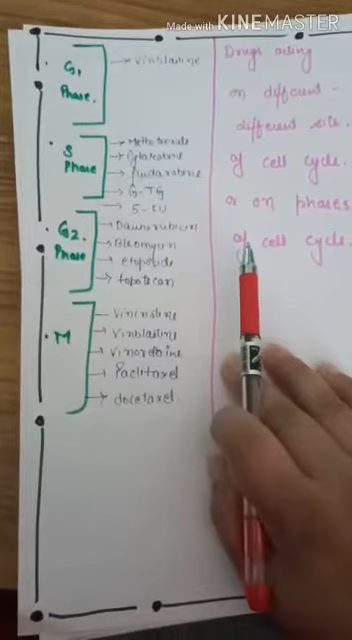 Made with KINEMASTER
G1 Phase.
→ Vinblastine
S Phase
→ Methotrexate
→ Cytarabine
→ fludarabine
→ 6-TG
→ 5-FU
G2. Phase
→ Daunorubicin
→ Bleomycin
→ etoposide
→ topotecan
M
→ Vincristine
→ Vinblastine
→ Vinorelbine
→ Paclitaxel
→ docetaxel
Drugs acting
on different -
different site.
of cell cycle.
or on phases
of cell cycle.